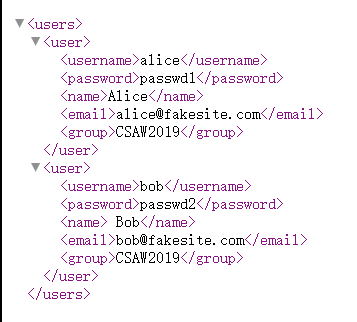 <users>
<user>
<username>alice</username>
<password>passwd1</password>
<name>Alice</name>
<email>alice@fakesite.com</email>
<group>CSAW2019</group>
</user>
<user>
<username>bob</username>
<password>passwd2</password>
<name> Bob</name>
<email>bob@fakesite.com</email>
<group>CSAW2019</group>
</user>
</users>